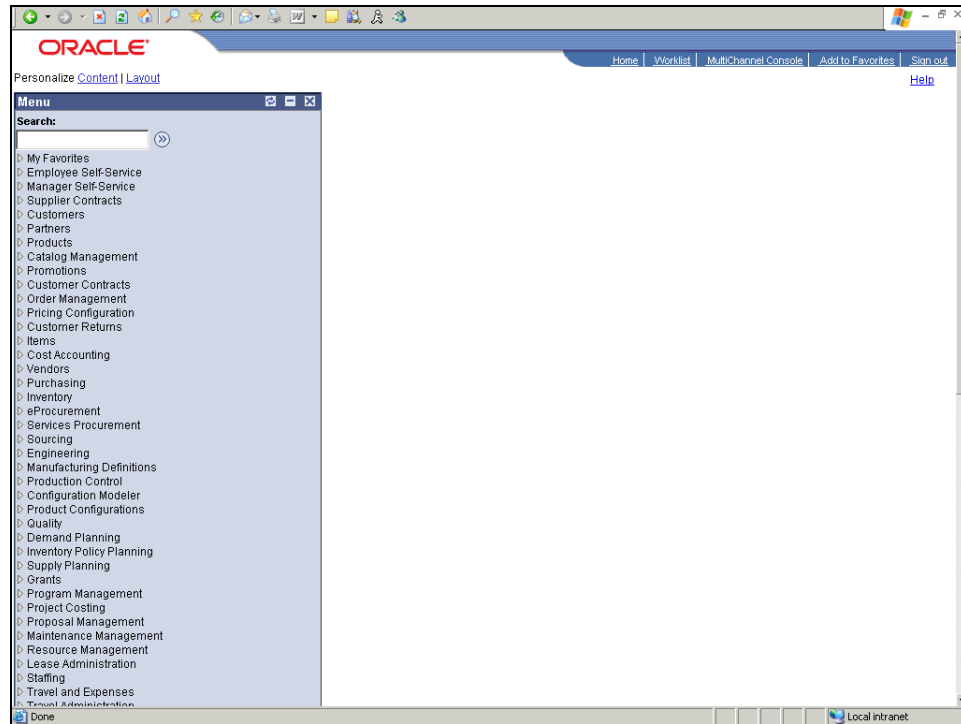 ORACLE
Home | Worklist | MultiChannel Console | Add to Favorites | Sign out
Personalize Content | Layout
Help
Menu
Search:
My Favorites
Employee Self-Service
Manager Self-Service
Supplier Contracts
Customers
Partners
Products
Catalog Management
Promotions
Customer Contracts
Order Management
Pricing Configuration
Customer Returns
Items
Cost Accounting
Vendors
Purchasing
Inventory
eProcurement
Services Procurement
Sourcing
Engineering
Manufacturing Definitions
Production Control
Configuration Modeler
Product Configurations
Quality
Demand Planning
Inventory Policy Planning
Supply Planning
Grants
Program Management
Project Costing
Proposal Management
Maintenance Management
Resource Management
Lease Administration
Staffing
Travel and Expenses
Travel Administration
Done
Local intranet